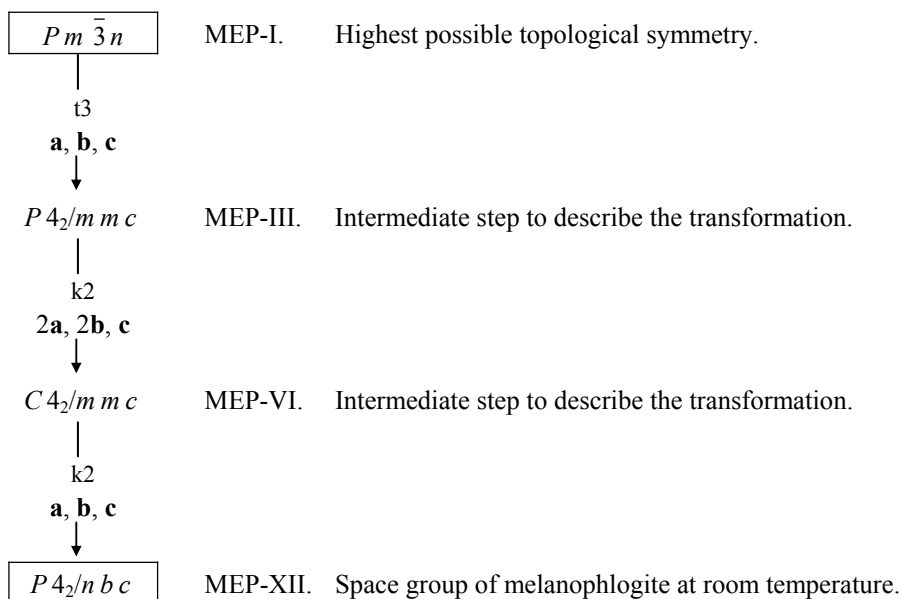 P m 3̅ n MEP-I. Highest possible topological symmetry.
t3
a, b, c
P 4₂/m m c MEP-III. Intermediate step to describe the transformation.
k2
2a, 2b, c
C 4₂/m m c MEP-VI. Intermediate step to describe the transformation.
k2
a, b, c
P 4₂/n b c MEP-XII. Space group of melanophlogite at room temperature.